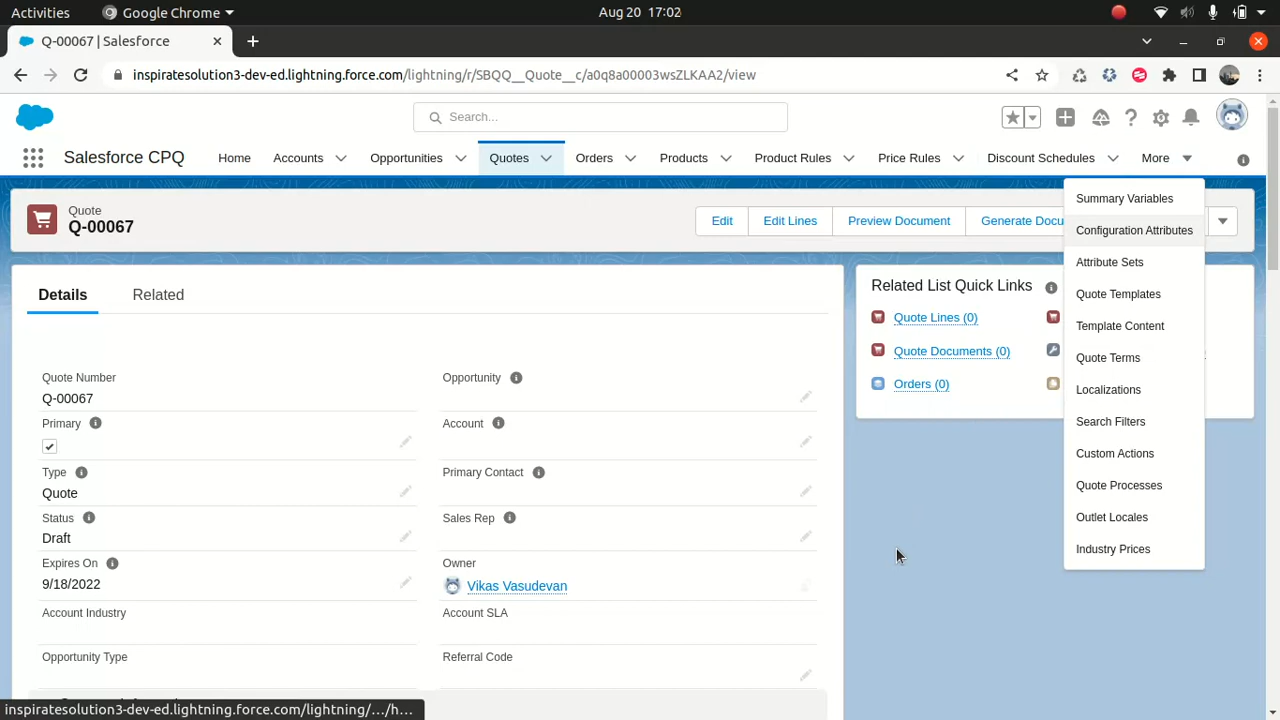 Activities Google Chrome Aug 20 17:02
Q-00067 | Salesforce
inspiratesolution3-dev-ed.lightning.force.com/lightning/r/SBQQ__Quote__c/a0q8a00003wsZLKAA2/view
Search...
Salesforce CPQ Home Accounts Opportunities Quotes Orders Products Product Rules Price Rules Discount Schedules More
Quote
Q-00067
Edit Edit Lines Preview Document Generate Docu
Summary Variables
Configuration Attributes
Attribute Sets
Quote Templates
Template Content
Quote Terms
Localizations
Search Filters
Custom Actions
Quote Processes
Outlet Locales
Industry Prices
Details Related
Quote Number
Q-00067
Opportunity
Primary
Account
Type
Quote
Primary Contact
Status
Draft
Sales Rep
Expires On
9/18/2022
Owner
Vikas Vasudevan
Account Industry
Account SLA
Opportunity Type
Referral Code
Related List Quick Links
Quote Lines (0)
Quote Documents (0)
Orders (0)
inspiratesolution3-dev-ed.lightning.force.com/lightning/.../h...